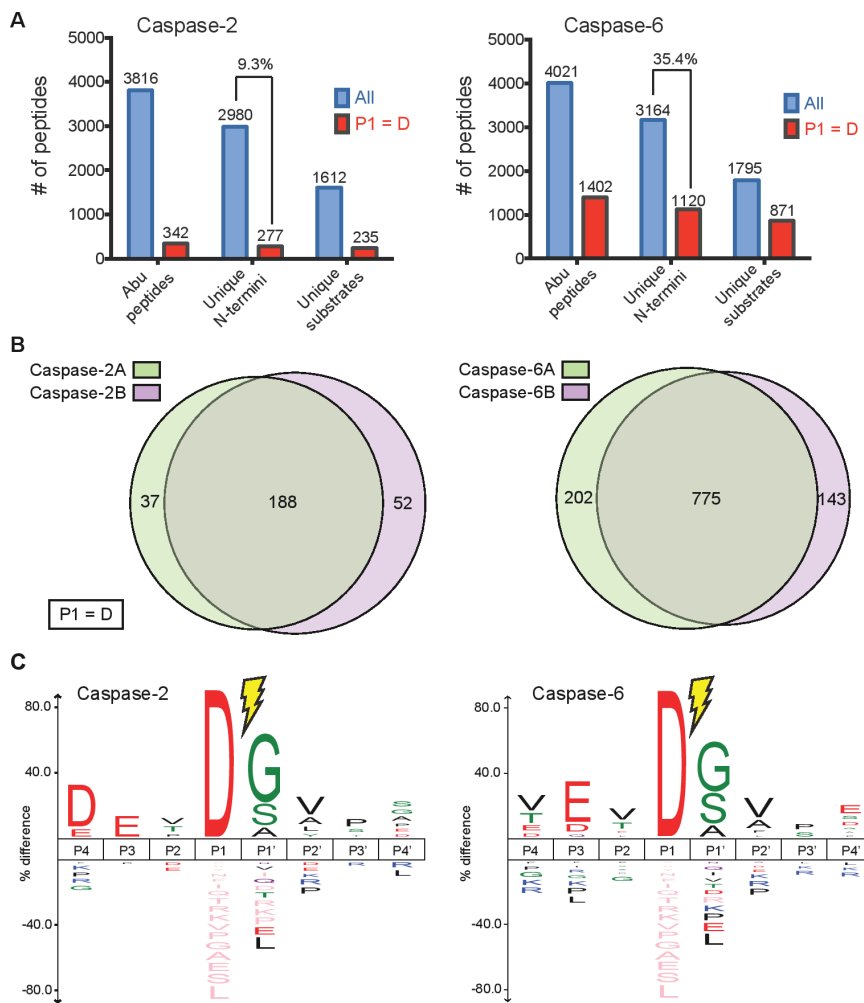 A
Caspase-2
# of peptides
5000
4000
3000
2000
1000
0
3816
342
9.3%
2980
277
1612
235
All
P1 = D
Abu peptides
Unique N-termini
Unique substrates
Caspase-6
# of peptides
5000
4000
3000
2000
1000
0
4021
1402
35.4%
3164
1120
1795
871
All
P1 = D
Abu peptides
Unique N-termini
Unique substrates
B
Caspase-2A
Caspase-2B
37
188
52
P1 = D
Caspase-6A
Caspase-6B
202
775
143
C
Caspase-2
% difference
80.0
40.0
-40.0
-80.0
D E
E
V T
D
G S A
V A L
P
S G A P E D
P4 P3 P2 P1 P1' P2' P3' P4'
K P R G
D E
T R K V P G A E S L
T R K P E L
D E K R P
R L
Caspase-6
% difference
80.0
40.0
-40.0
-80.0
V T E D
E D
V T
D
G S A
V A
P S
E S D
P4 P3 P2 P1 P1' P2' P3' P4'
P G K R
K P L
G
T R K V P G A E S L
V T D R K P E L
E K R P
K R
K R